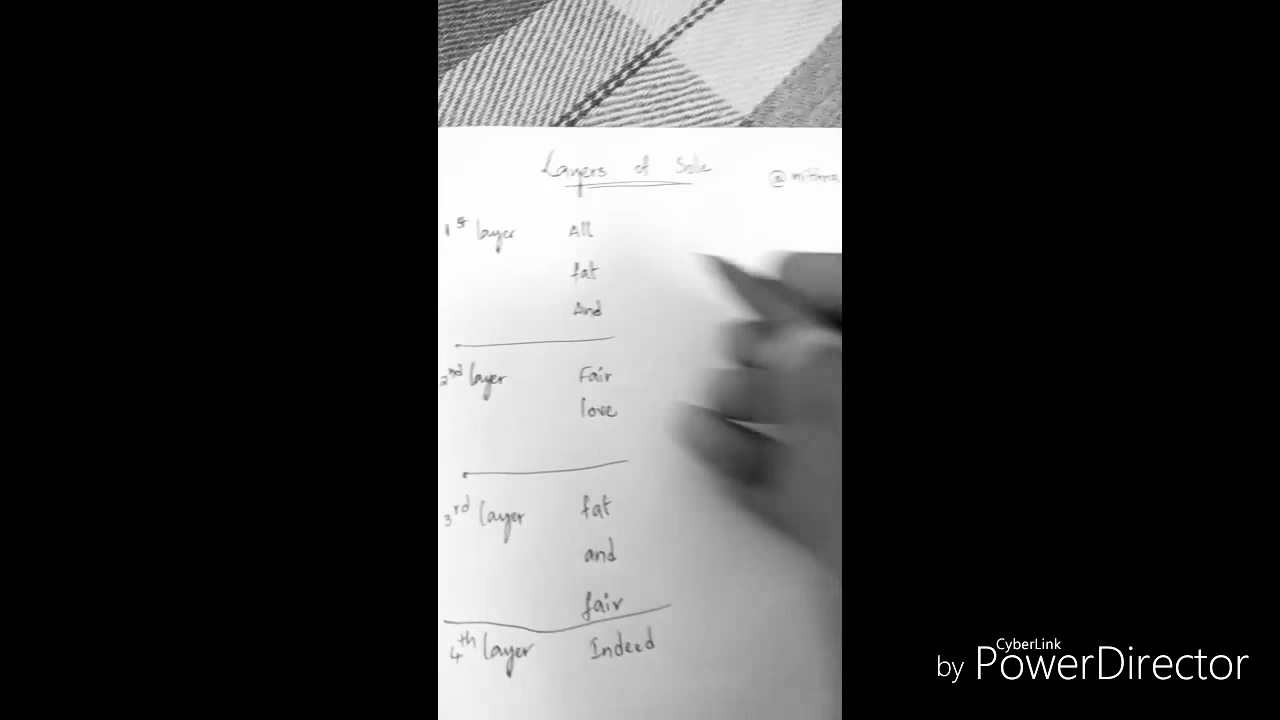 Layers of Sole
1st layer All
fat
And
2nd layer Fair
love
3rd layer fat
and
fair
4th layer Indeed
CyberLink
by PowerDirector